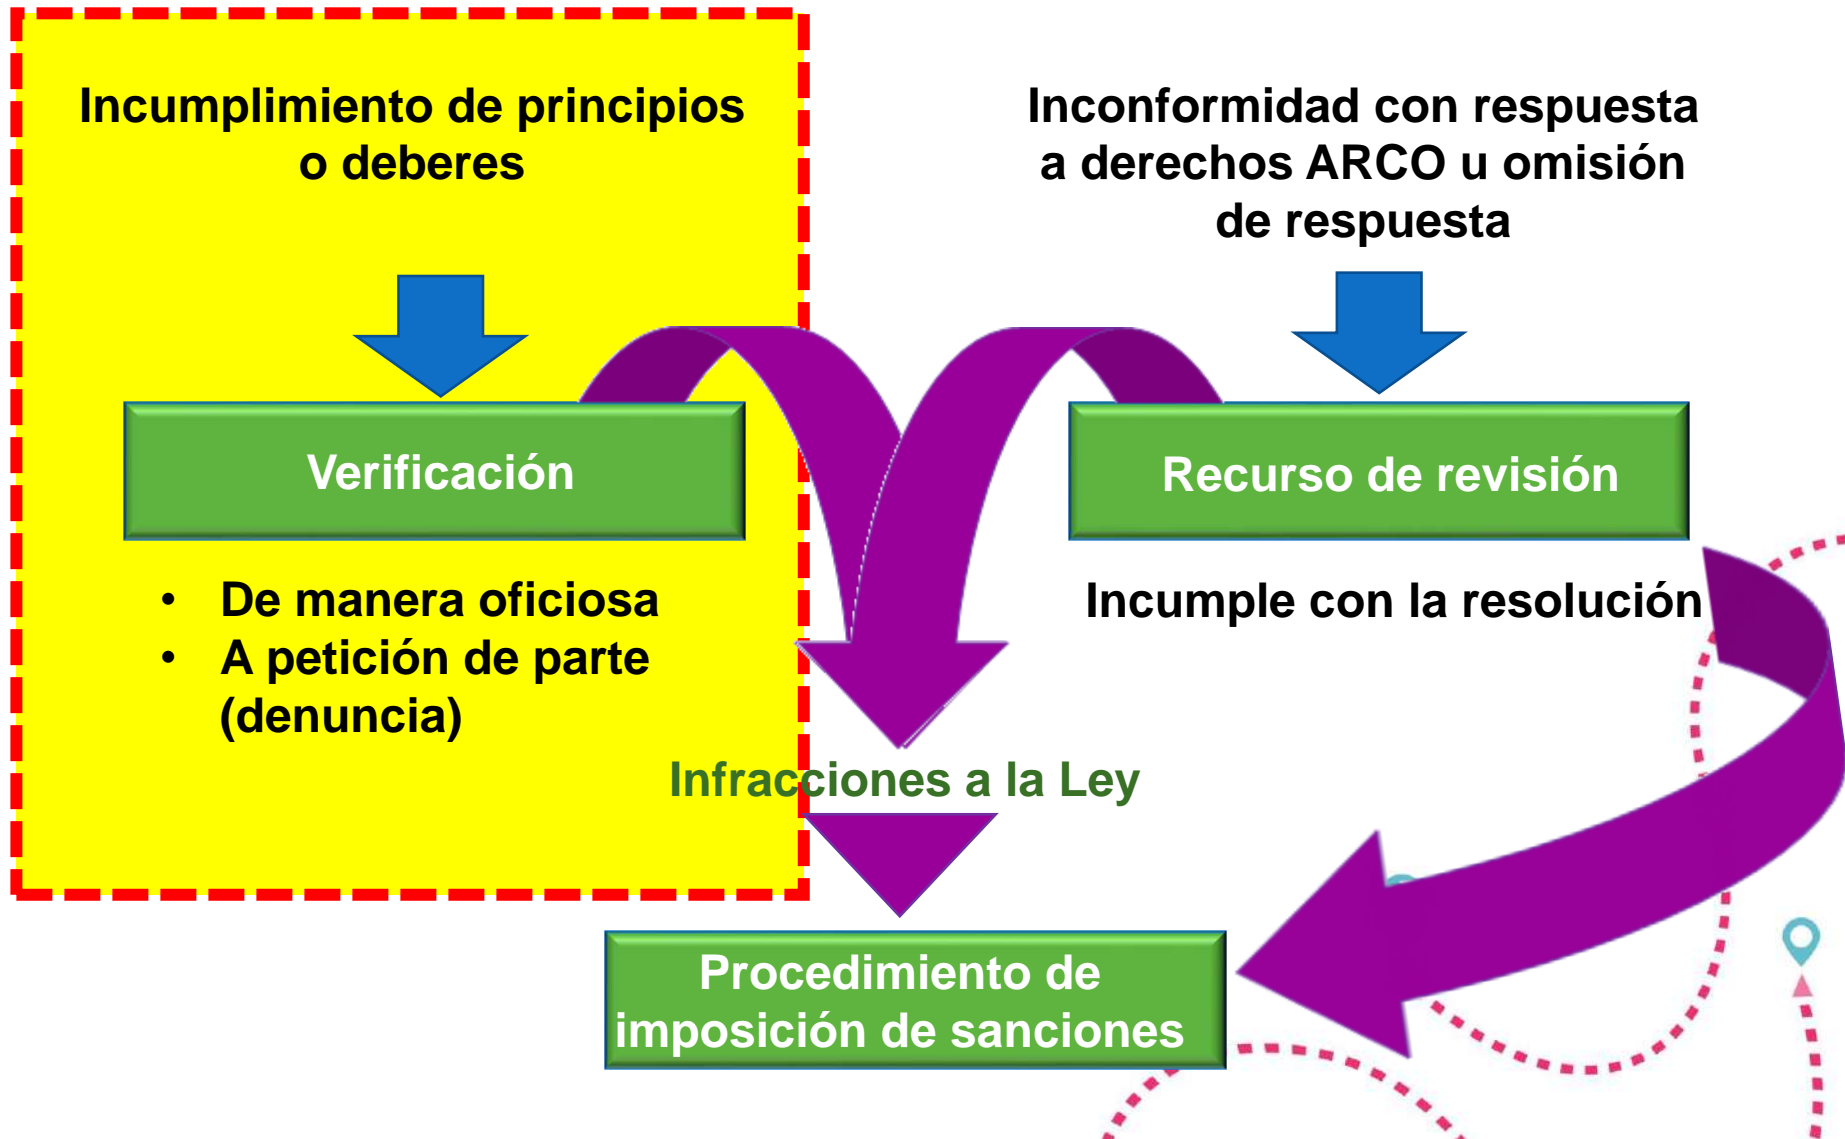 Incumplimiento de principios
o deberes
Verificación
• De manera oficiosa
• A petición de parte
(denuncia)
Inconformidad con respuesta
a derechos ARCO u omisión
de respuesta
Recurso de revisión
Incumple con la resolución
Infracciones a la Ley
Procedimiento de
imposición de sanciones